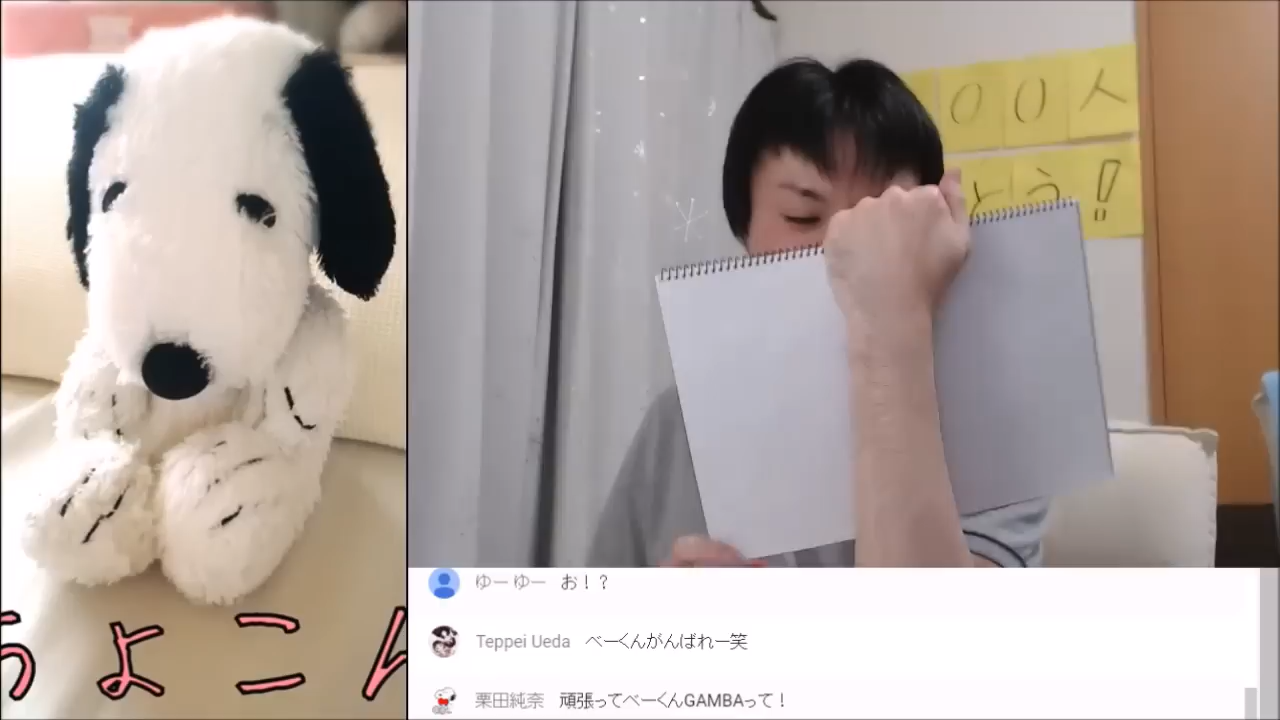 ００人
とう！
ちょこん
ゆーゆー お！？
Teppei Ueda べーくんがんばれー笑
栗田純奈 頑張ってべーくんGAMBAって！